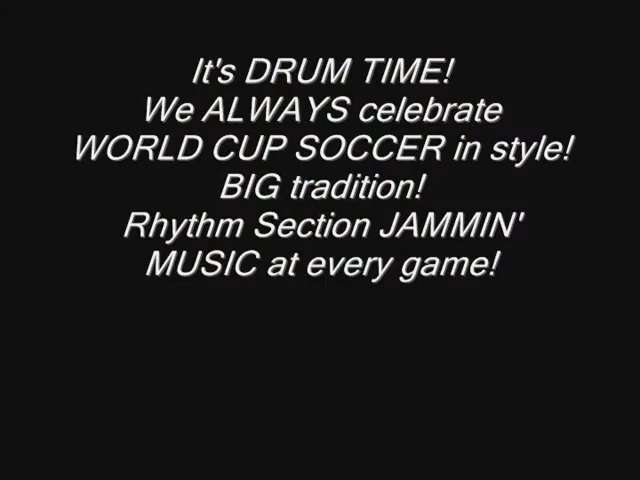 It's DRUM TIME!
We ALWAYS celebrate
WORLD CUP SOCCER in style!
BIG tradition!
Rhythm Section JAMMIN'
MUSIC at every game!